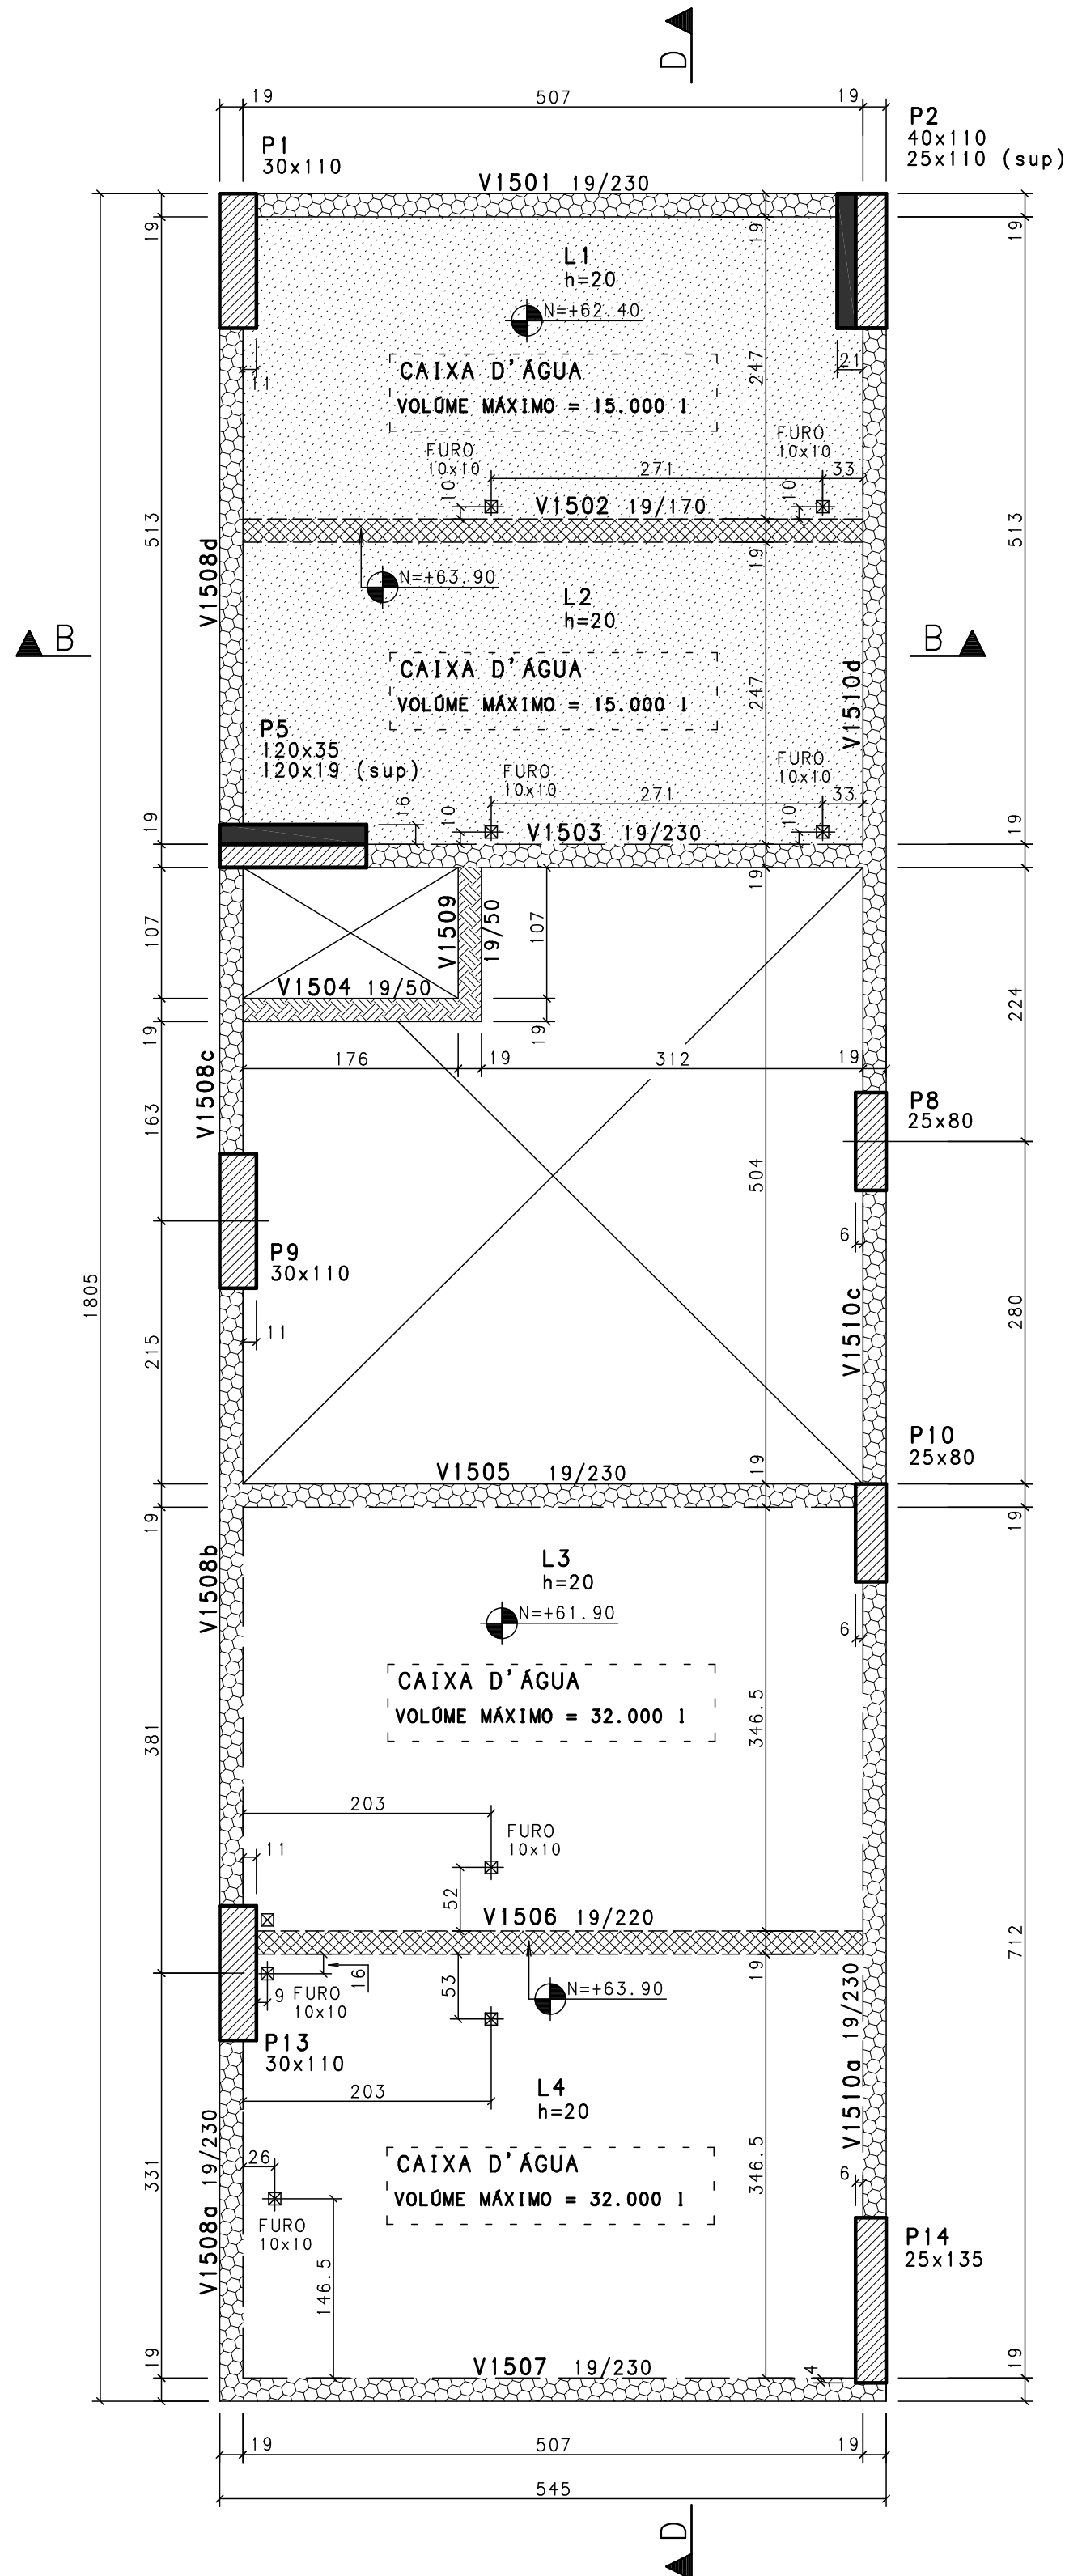 D
19 507 19
P1
30x110
P2
40x110
25x110 (sup)
V1501 19/230
19
19
19
L1
h=20
N=+62.40
CAIXA D'ÁGUA
VOLÚME MÁXIMO = 15.000 l
11
21
247
FURO
10x10
FURO
10x10
271
33
10
10
V1502 19/170
513
513
19
V1508d
N=+63.90
L2
h=20
B
B
CAIXA D'ÁGUA
VOLÚME MÁXIMO = 15.000 l
247
V1510d
P5
120x35
120x19 (sup)
16
FURO
10x10
FURO
10x10
271
33
10
10
V1503 19/230
19
19
19
107
V1509
19/50
107
V1504 19/50
224
19
19
176 19 312 19
V1508c
163
P8
25x80
504
6
P9
30x110
1805
11
215
280
V1510c
P10
25x80
V1505 19/230
19
19
19
V1508b
L3
h=20
N=+61.90
6
CAIXA D'ÁGUA
VOLÚME MÁXIMO = 32.000 l
381
346.5
203
FURO
10x10
11
52
V1506 19/220
712
19
16
9 FURO
10x10
53
N=+63.90
P13
30x110
V1510a 19/230
203
L4
h=20
V1508a 19/230
331
26
CAIXA D'ÁGUA
VOLÚME MÁXIMO = 32.000 l
346.5
6
FURO
10x10
146.5
P14
25x135
V1507 19/230
19
4
19
19 507 19
545
D